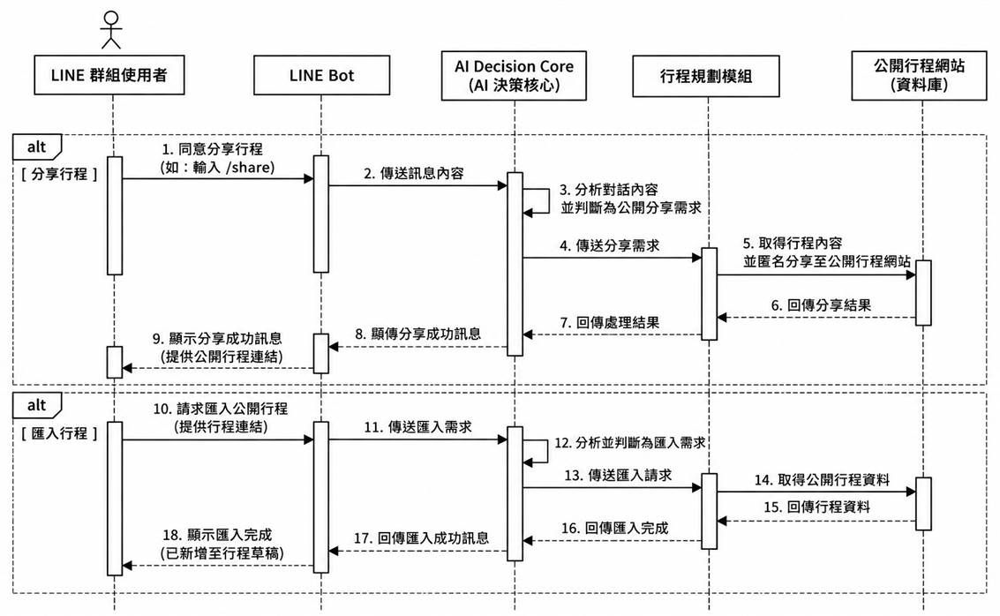 LINE 群組使用者
LINE Bot
AI Decision Core
(AI 決策核心)
行程規劃模組
公開行程網站
(資料庫)
alt
[ 分享行程 ]
1. 同意分享行程
(如：輸入 /share)
2. 傳送訊息內容
3. 分析對話內容
並判斷為公開分享需求
4. 傳送分享需求
5. 取得行程內容
並匿名分享至公開行程網站
6. 回傳分享結果
7. 回傳處理結果
8. 顯傳分享成功訊息
9. 顯示分享成功訊息
(提供公開行程連結)
alt
[ 匯入行程 ]
10. 請求匯入公開行程
(提供行程連結)
11. 傳送匯入需求
12. 分析並判斷為匯入需求
13. 傳送匯入請求
14. 取得公開行程資料
15. 回傳行程資料
16. 回傳匯入完成
17. 回傳匯入成功訊息
18. 顯示匯入完成
(已新增至行程草稿)